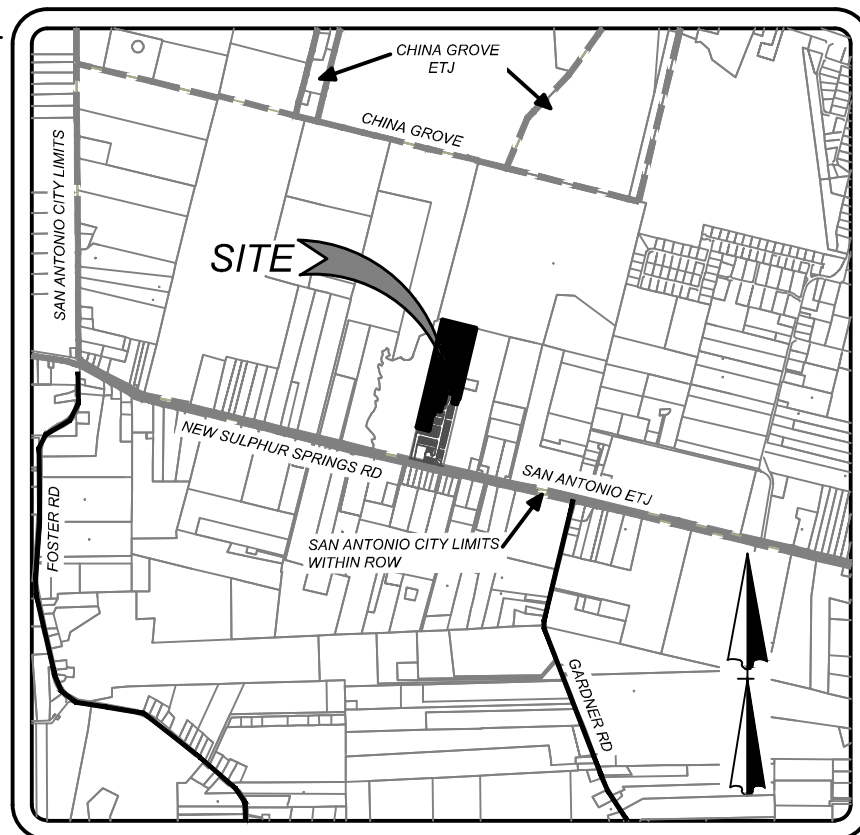 CHINA GROVE
ETJ
CHINA GROVE
SAN ANTONIO CITY LIMITS
SITE
NEW SULPHUR SPRINGS RD
SAN ANTONIO ETJ
FOSTER RD
SAN ANTONIO CITY LIMITS
WITHIN ROW
GARDNER RD